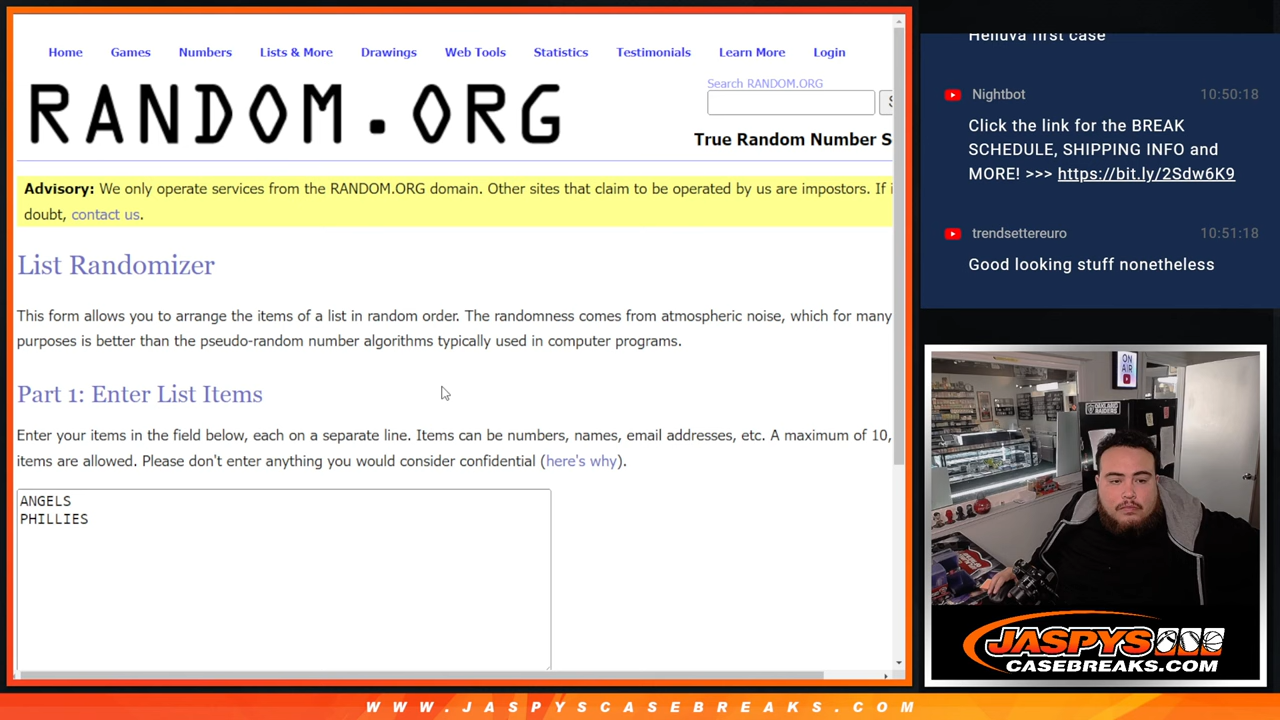 Home Games Numbers Lists & More Drawings Web Tools Statistics Testimonials Learn More Login
RANDOM.ORG
Search RANDOM.ORG
True Random Number S
Advisory: We only operate services from the RANDOM.ORG domain. Other sites that claim to be operated by us are impostors. If i
doubt, contact us.
List Randomizer
This form allows you to arrange the items of a list in random order. The randomness comes from atmospheric noise, which for many
purposes is better than the pseudo-random number algorithms typically used in computer programs.
Part 1: Enter List Items
Enter your items in the field below, each on a separate line. Items can be numbers, names, email addresses, etc. A maximum of 10,
items are allowed. Please don't enter anything you would consider confidential (here's why).
ANGELS
PHILLIES
Helluva first case
Nightbot 10:50:18
Click the link for the BREAK
SCHEDULE, SHIPPING INFO and
MORE! >>> https://bit.ly/2Sdw6K9
trendsettereuro 10:51:18
Good looking stuff nonetheless
ON
AIR
JASPYS
CASEBREAKS.COM
WWW.JASPYSCASEBREAKS.COM